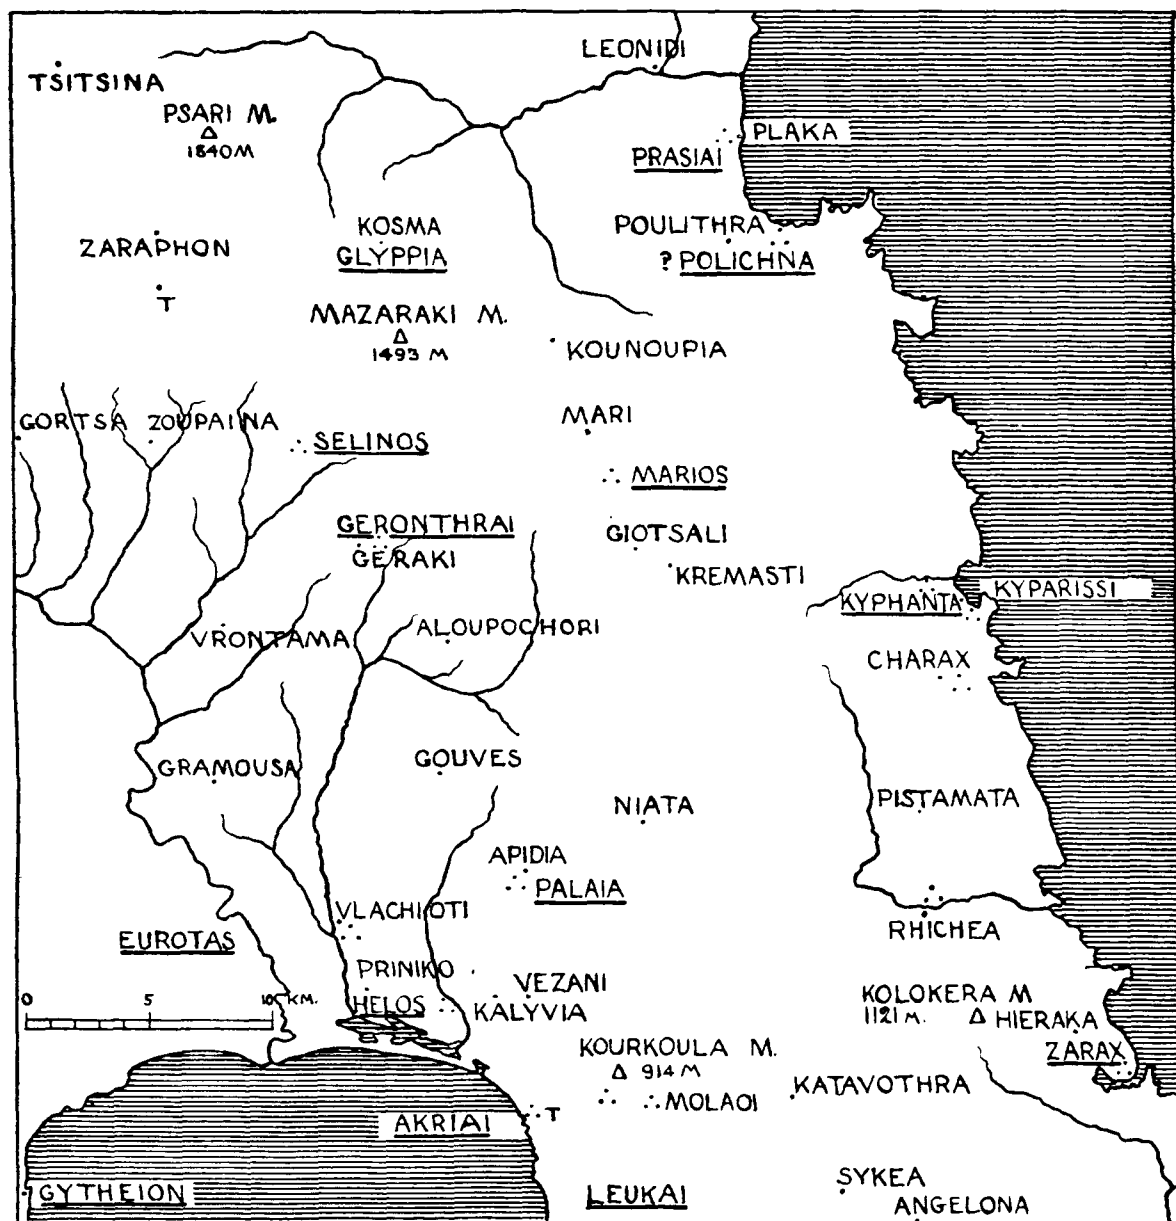 LEONIDI
TSITSINA
PSARI M.
1840 M
PLAKA
PRASIAI
KOSMA
GLYPPIA
POULITHRA
? POLICHNA
ZARAPHON
T
MAZARAKI M.
1493 M
KOUNOUPIA
GORTSA
ZOUPAINA
SELINOS
MARI
MARIOS
GERONTHRAI
GERAKI
GIOTSALI
KREMASTI
KYPARISSI
KYPHANTA
VRONTAMA
ALOUPOCHORI
CHARAX
GRAMOUSA
GOUVES
NIATA
PISTAMATA
APIDIA
PALAIA
VLACHIOTI
RHICHEA
EUROTAS
PRINIKO
HELOS
VEZANI
KALYVIA
0 5 10 KM.
KOLOKERA M
1121 M.
HIERAKA
ZARAX
KOURKOULA M.
914 M
KATAVOTHRA
MOLAOI
AKRIAI
T
GYTHEION
LEUKAI
SYKEA
ANGELONA